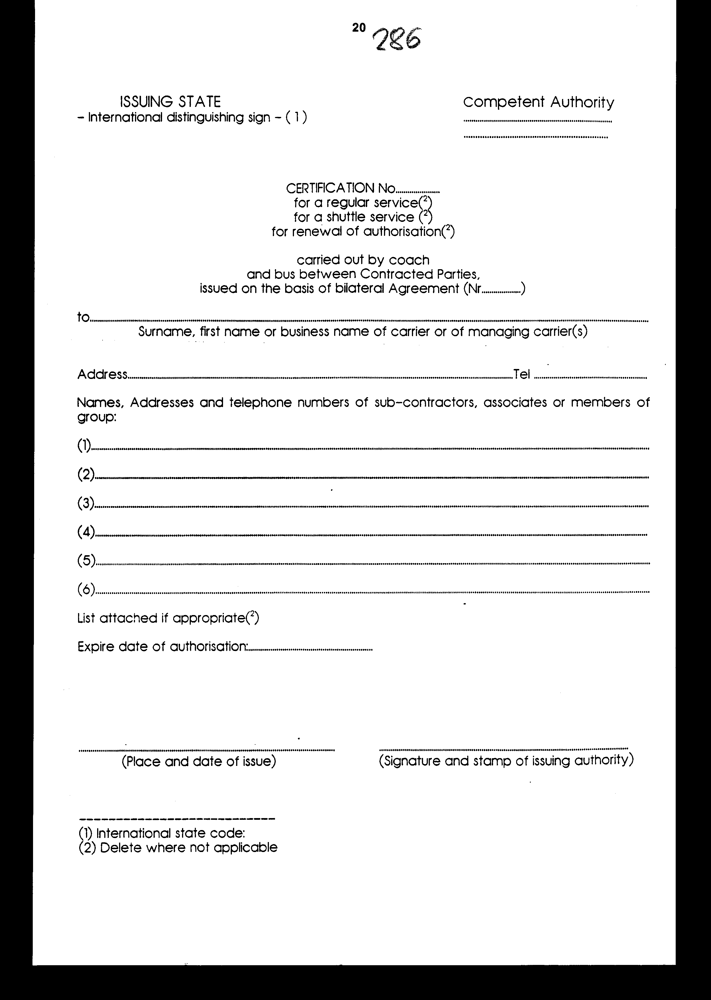 20 286
ISSUING STATE
– International distinguishing sign – ( 1 )
Competent Authority
CERTIFICATION No....................
for a regular service(²)
for a shuttle service (²)
for renewal of authorisation(²)
carried out by coach
and bus between Contracted Parties,
issued on the basis of bilateral Agreement (Nr..................)
to....................
Surname, first name or business name of carrier or of managing carrier(s)
Address....................Tel ....................
Names, Addresses and telephone numbers of sub-contractors, associates or members of
group:
(1)....................
(2)....................
(3)....................
(4)....................
(5)....................
(6)....................
List attached if appropriate(²)
Expire date of authorisation:....................
(Place and date of issue)
(Signature and stamp of issuing authority)
(1) International state code:
(2) Delete where not applicable